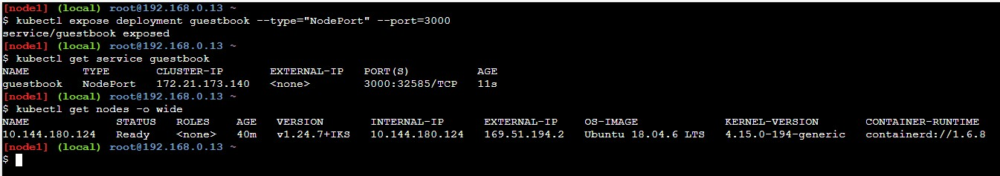 [node1] (local) root@192.168.0.13 ~
$ kubectl expose deployment guestbook --type="NodePort" --port=3000
service/guestbook exposed
[node1] (local) root@192.168.0.13 ~
$ kubectl get service guestbook
NAME        TYPE       CLUSTER-IP       EXTERNAL-IP   PORT(S)          AGE
guestbook   NodePort   172.21.173.140   <none>        3000:32585/TCP   11s
[node1] (local) root@192.168.0.13 ~
$ kubectl get nodes -o wide
NAME             STATUS   ROLES    AGE   VERSION       INTERNAL-IP      EXTERNAL-IP    OS-IMAGE             KERNEL-VERSION      CONTAINER-RUNTIME
10.144.180.124   Ready    <none>   40m   v1.24.7+IKS   10.144.180.124   169.51.194.2   Ubuntu 18.04.6 LTS   4.15.0-194-generic   containerd://1.6.8
[node1] (local) root@192.168.0.13 ~
$